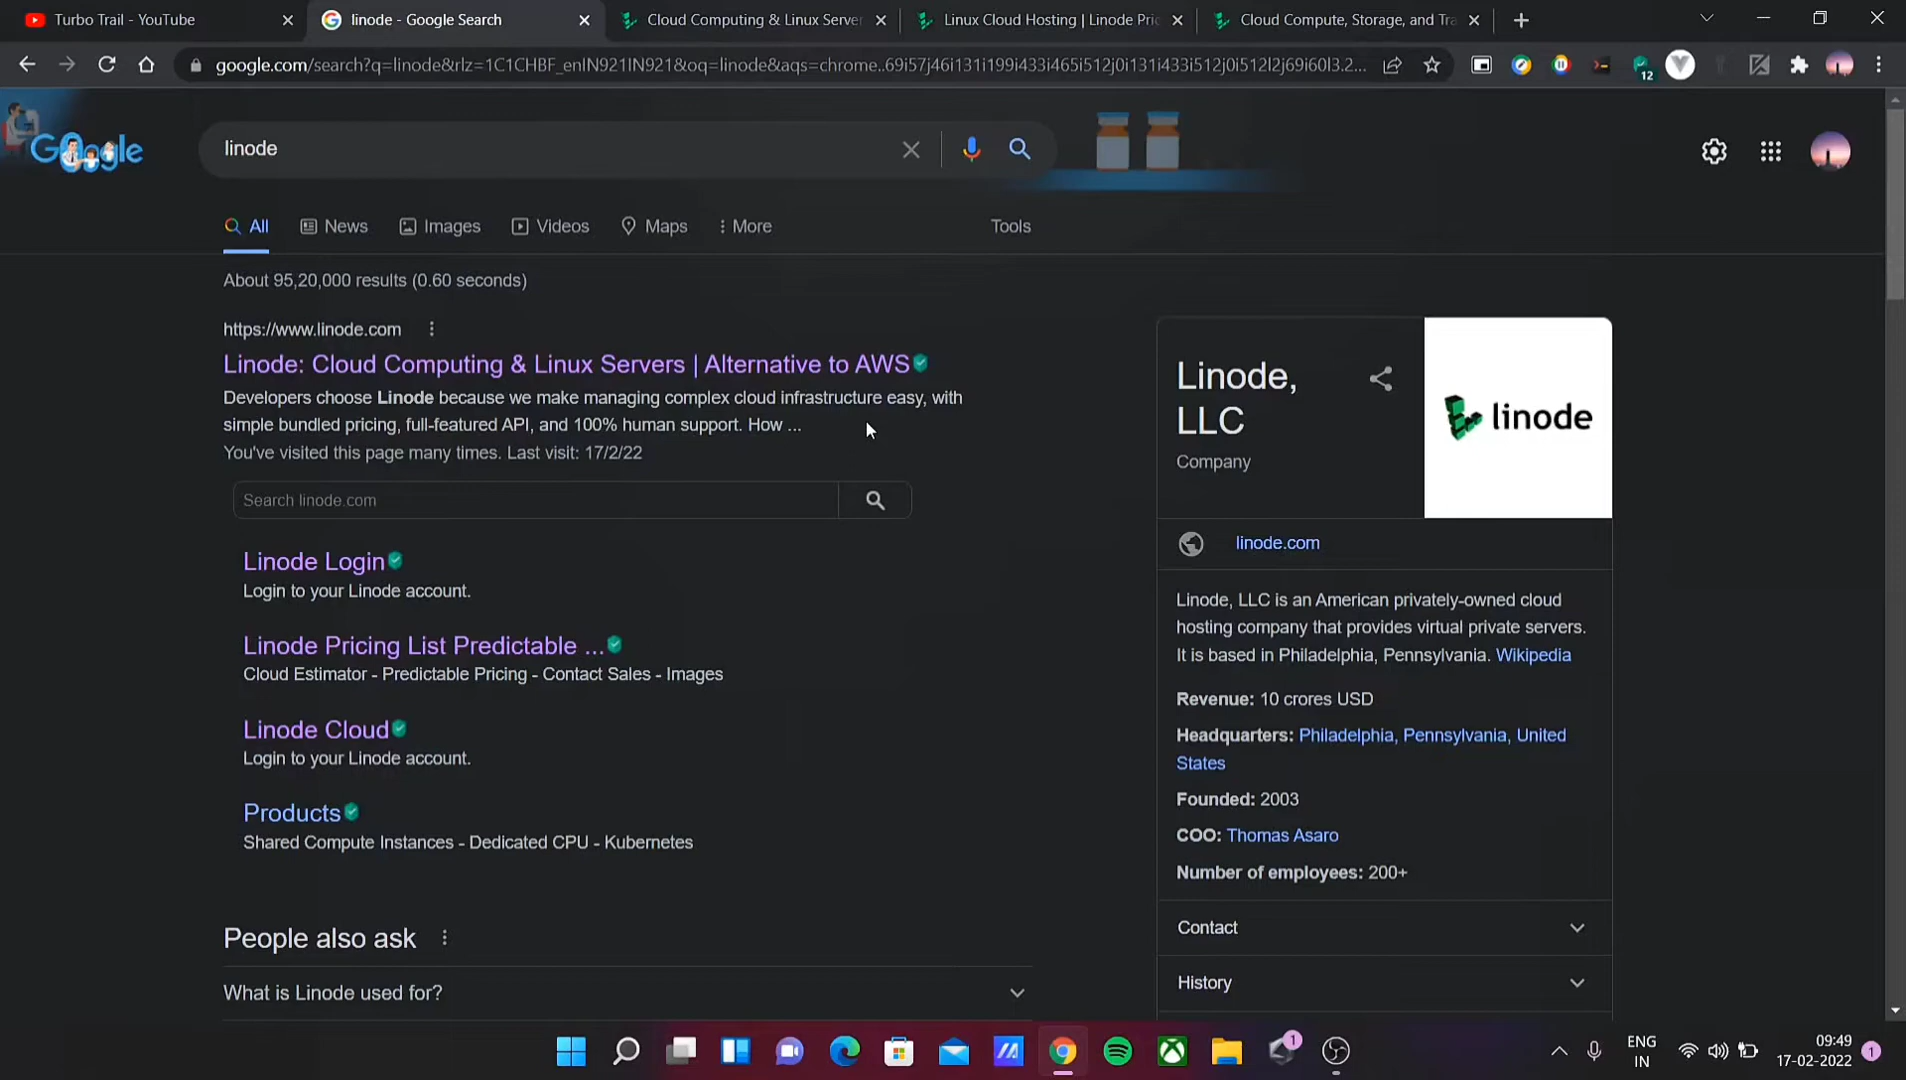 Turbo Trail - YouTube
linode - Google Search
Cloud Computing & Linux Server
Linux Cloud Hosting | Linode Pric
Cloud Compute, Storage, and Tra
google.com/search?q=linode&rlz=1C1CHBF_enIN921IN921&oq=linode&aqs=chrome..69i57j46i131i199i433i465i512j0i131i433i512j0i512l2j69i60l3.2...
12
Google
linode
All
News
Images
Videos
Maps
More
Tools
About 95,20,000 results (0.60 seconds)
https://www.linode.com
Linode: Cloud Computing & Linux Servers | Alternative to AWS
Developers choose Linode because we make managing complex cloud infrastructure easy, with
simple bundled pricing, full-featured API, and 100% human support. How ...
You've visited this page many times. Last visit: 17/2/22
Search linode.com
Linode Login
Login to your Linode account.
Linode Pricing List Predictable ...
Cloud Estimator - Predictable Pricing - Contact Sales - Images
Linode Cloud
Login to your Linode account.
Products
Shared Compute Instances - Dedicated CPU - Kubernetes
People also ask
What is Linode used for?
Linode,
LLC
Company
linode
linode.com
Linode, LLC is an American privately-owned cloud
hosting company that provides virtual private servers.
It is based in Philadelphia, Pennsylvania. Wikipedia
Revenue: 10 crores USD
Headquarters: Philadelphia, Pennsylvania, United
States
Founded: 2003
COO: Thomas Asaro
Number of employees: 200+
Contact
History
1
ENG
IN
09:49
17-02-2022
1